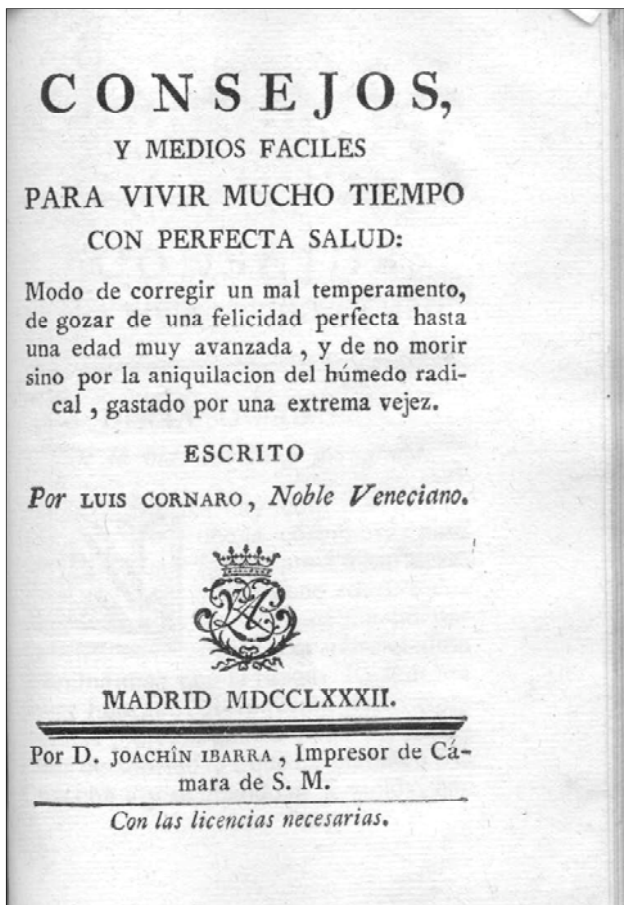 CONSEJOS,
Y MEDIOS FACILES
PARA VIVIR MUCHO TIEMPO
CON PERFECTA SALUD:
Modo de corregir un mal temperamento,
de gozar de una felicidad perfecta hasta
una edad muy avanzada , y de no morir
sino por la aniquilacion del húmedo radi-
cal , gastado por una extrema vejez.
ESCRITO
Por LUIS CORNARO , Noble Veneciano.
MADRID MDCCLXXXII.
Por D. JOACHÎN IBARRA , Impresor de Cá-
mara de S. M.
Con las licencias necesarias.